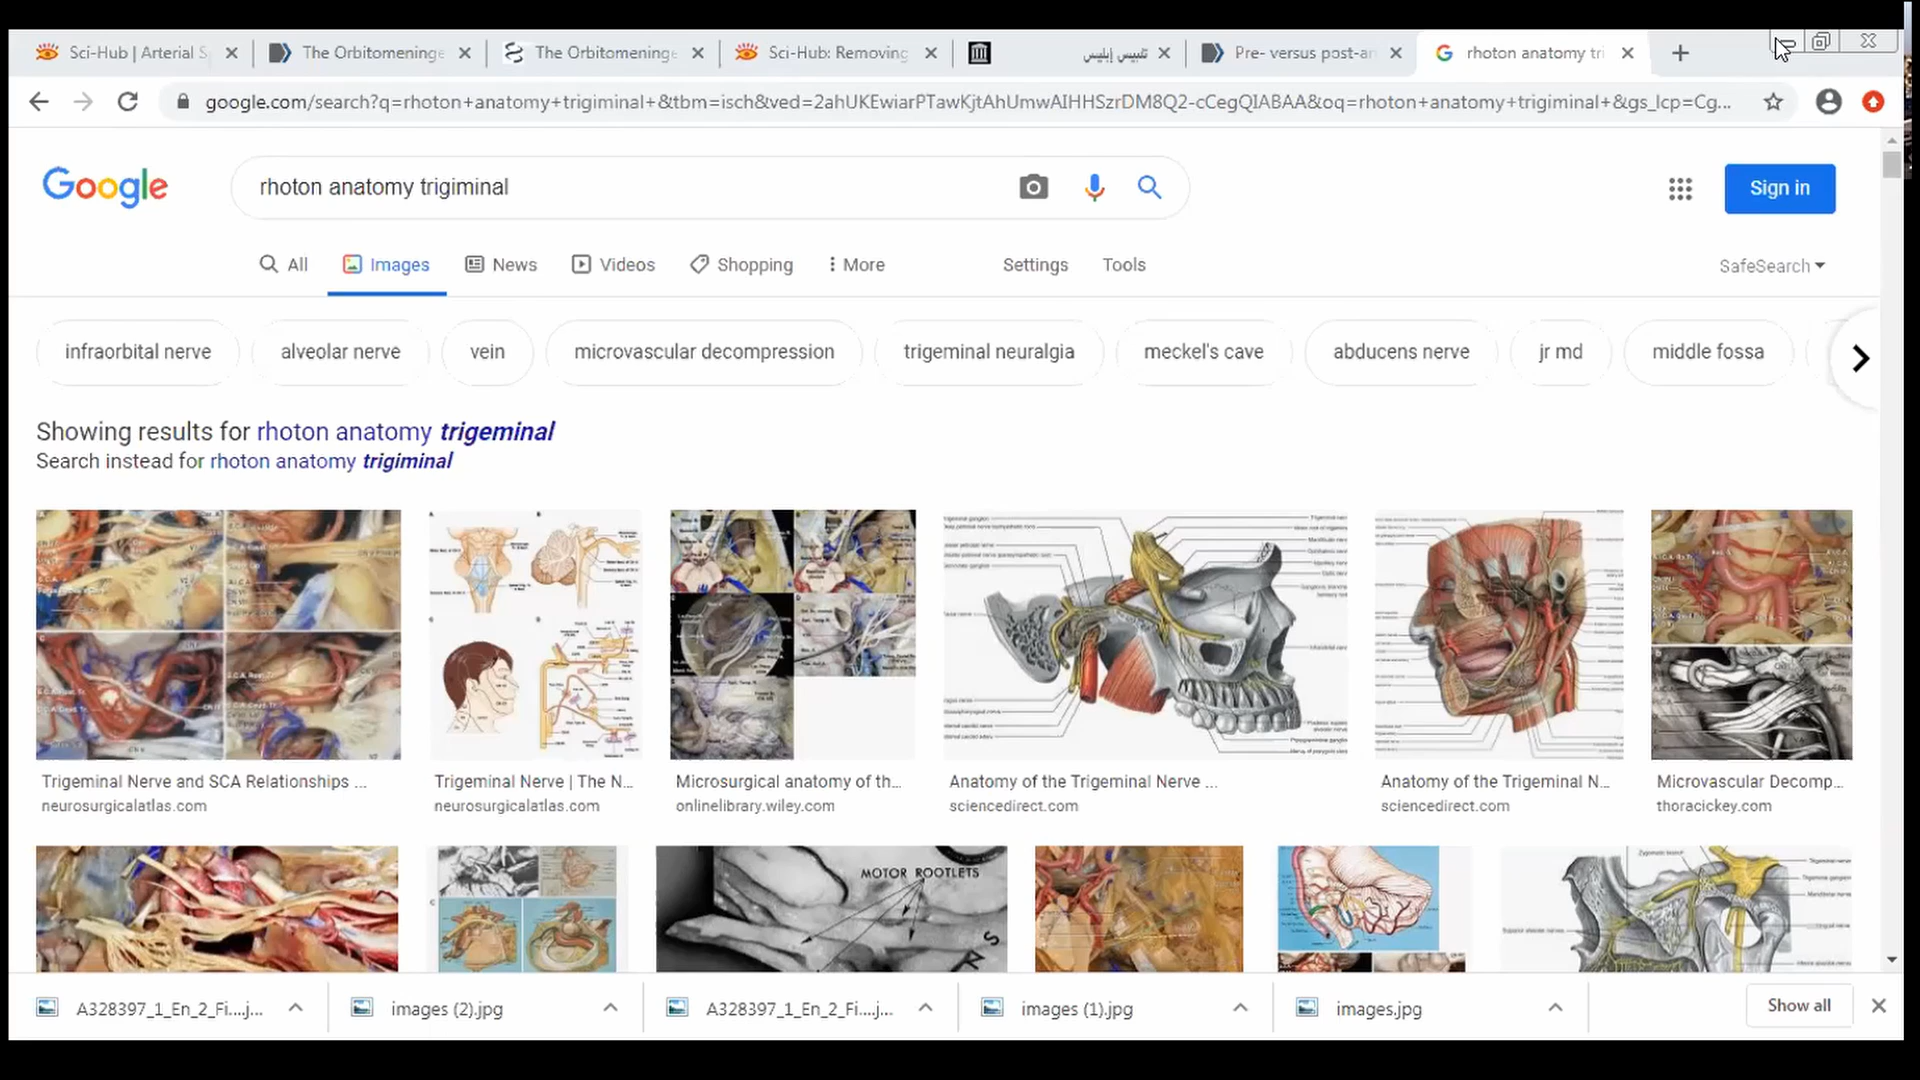 Sci-Hub | Arterial S
The Orbitomeninge
The Orbitomeninge
Sci-Hub: Removing
تلبيس إبليس
Pre- versus post-an
rhoton anatomy tri
google.com/search?q=rhoton+anatomy+trigiminal+&tbm=isch&ved=2ahUKEwiarPTawKjtAhUmwAIHHSzrDM8Q2-cCegQIABAA&oq=rhoton+anatomy+trigiminal+&gs_lcp=Cg...
Google
rhoton anatomy trigiminal
Sign in
All
Images
News
Videos
Shopping
More
Settings
Tools
SafeSearch
infraorbital nerve
alveolar nerve
vein
microvascular decompression
trigeminal neuralgia
meckel's cave
abducens nerve
jr md
middle fossa
Showing results for rhoton anatomy trigeminal
Search instead for rhoton anatomy trigiminal
Trigeminal Nerve and SCA Relationships ...
neurosurgicalatlas.com
Trigeminal Nerve | The N...
neurosurgicalatlas.com
Microsurgical anatomy of th...
onlinelibrary.wiley.com
Anatomy of the Trigeminal Nerve ...
sciencedirect.com
Anatomy of the Trigeminal N...
sciencedirect.com
Microvascular Decomp...
thoracickey.com
MOTOR ROOTLETS
A328397_1_En_2_Fi....j...
images (2).jpg
A328397_1_En_2_Fi....j...
images (1).jpg
images.jpg
Show all